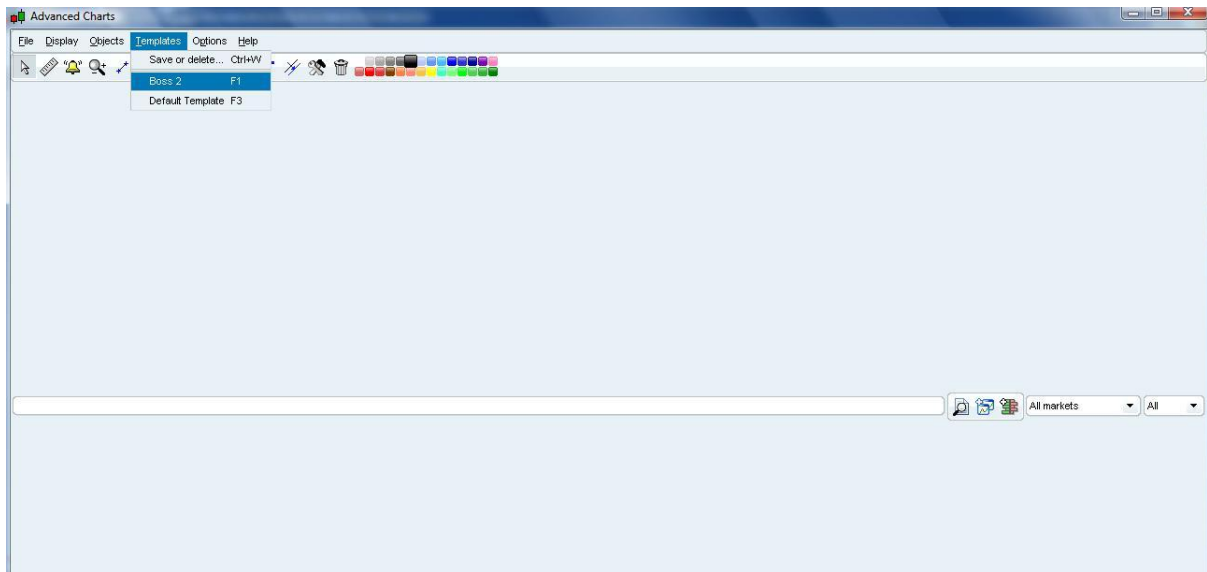 Advanced Charts
File Display Objects Templates Options Help
Save or delete... Ctrl+W
Boss 2 F1
Default Template F3
All markets All